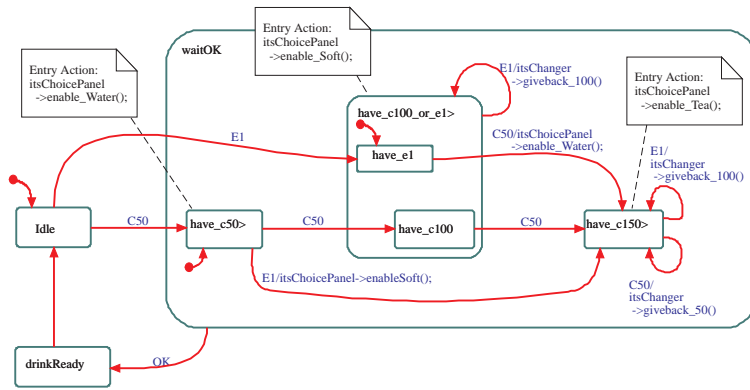 Entry Action:
itsChoicePanel
->enable_Soft();
waitOK
Entry Action:
itsChoicePanel
->enable_Water();
E1/itsChanger
->giveback_100()
Entry Action:
itsChoicePanel
->enable_Tea();
have_c100_or_e1>
E1
C50/itsChoicePanel
->enable_Water();
have_e1
E1/
itsChanger
->giveback_100()
Idle
C50
have_c50>
C50
have_c100
C50
have_c150>
E1/itsChoicePanel->enableSoft();
C50/
itsChanger
->giveback_50()
drinkReady
OK